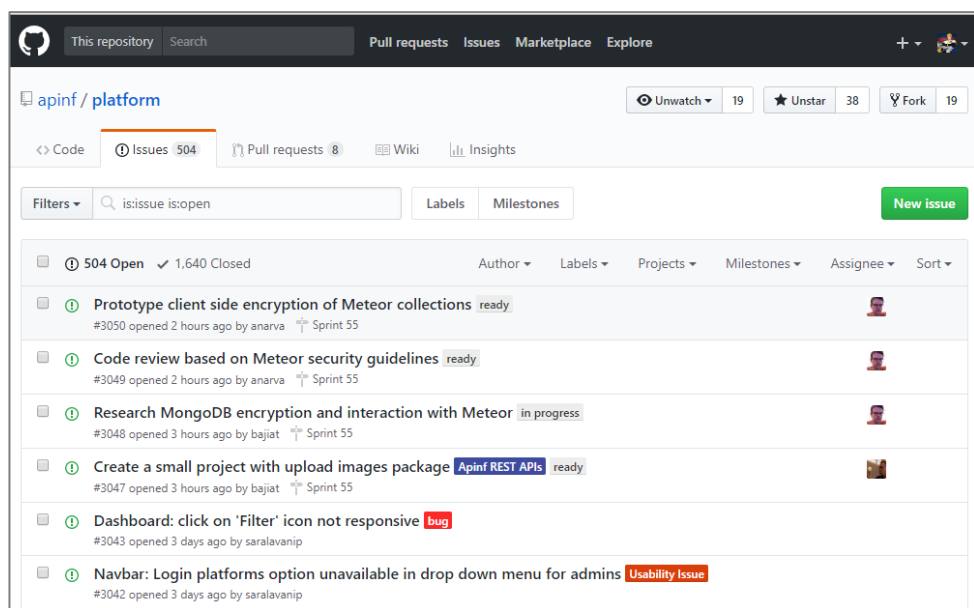 This repository Search Pull requests Issues Marketplace Explore
apinf / platform Unwatch 19 Unstar 38 Fork 19
Code Issues 504 Pull requests 8 Wiki Insights
Filters is:issue is:open Labels Milestones New issue
504 Open 1,640 Closed Author Labels Projects Milestones Assignee Sort
Prototype client side encryption of Meteor collections ready
#3050 opened 2 hours ago by anarva Sprint 55
Code review based on Meteor security guidelines ready
#3049 opened 2 hours ago by anarva Sprint 55
Research MongoDB encryption and interaction with Meteor in progress
#3048 opened 3 hours ago by bajiat Sprint 55
Create a small project with upload images package Apinf REST APIs ready
#3047 opened 3 hours ago by bajiat Sprint 55
Dashboard: click on 'Filter' icon not responsive bug
#3043 opened 3 days ago by saralavanip
Navbar: Login platforms option unavailable in drop down menu for admins Usability Issue
#3042 opened 3 days ago by saralavanip